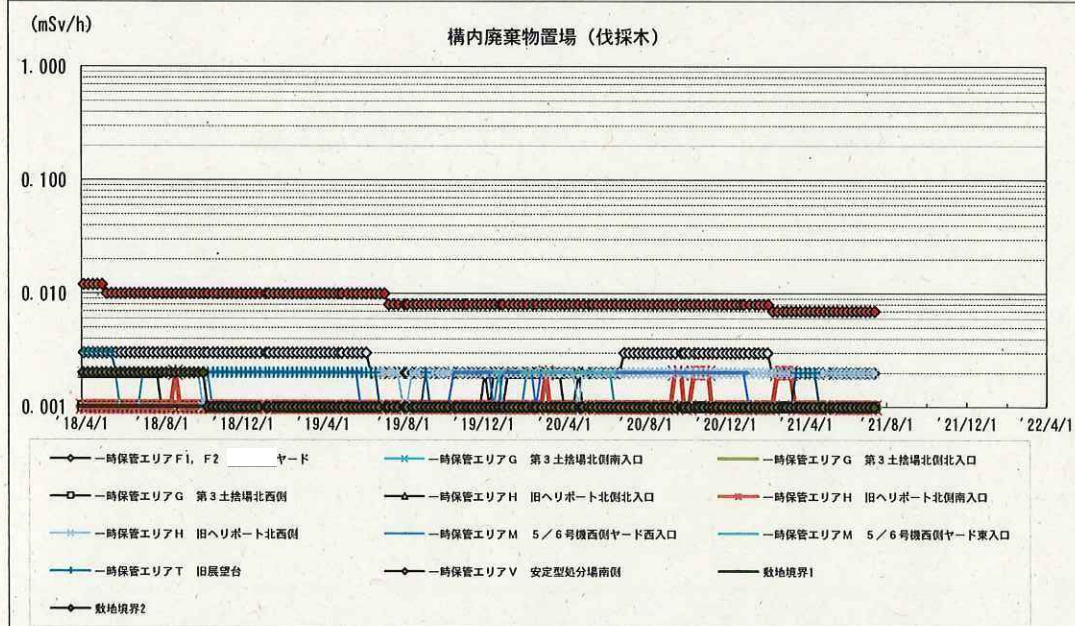 (mSv/h)
構内廃棄物置場（伐採木）
1.000
0.100
0.010
0.001
'18/4/1 '18/8/1 '18/12/1 '19/4/1 '19/8/1 '19/12/1 '20/4/1 '20/8/1 '20/12/1 '21/4/1 '21/8/1 '21/12/1 '22/4/1
一時保管エリアF1，F2 ヤード 一時保管エリアG 第3土捨場北側南入口 一時保管エリアG 第3土捨場北側北入口
一時保管エリアG 第3土捨場北西側 一時保管エリアH 旧ヘリポート北側北入口 一時保管エリアH 旧ヘリポート北側南入口
一時保管エリアH 旧ヘリポート北西側 一時保管エリアM 5／6号機西側ヤード西入口 一時保管エリアM 5／6号機西側ヤード東入口
一時保管エリアT 旧展望台 一時保管エリアV 安定型処分場南側 敷地境界1
敷地境界2